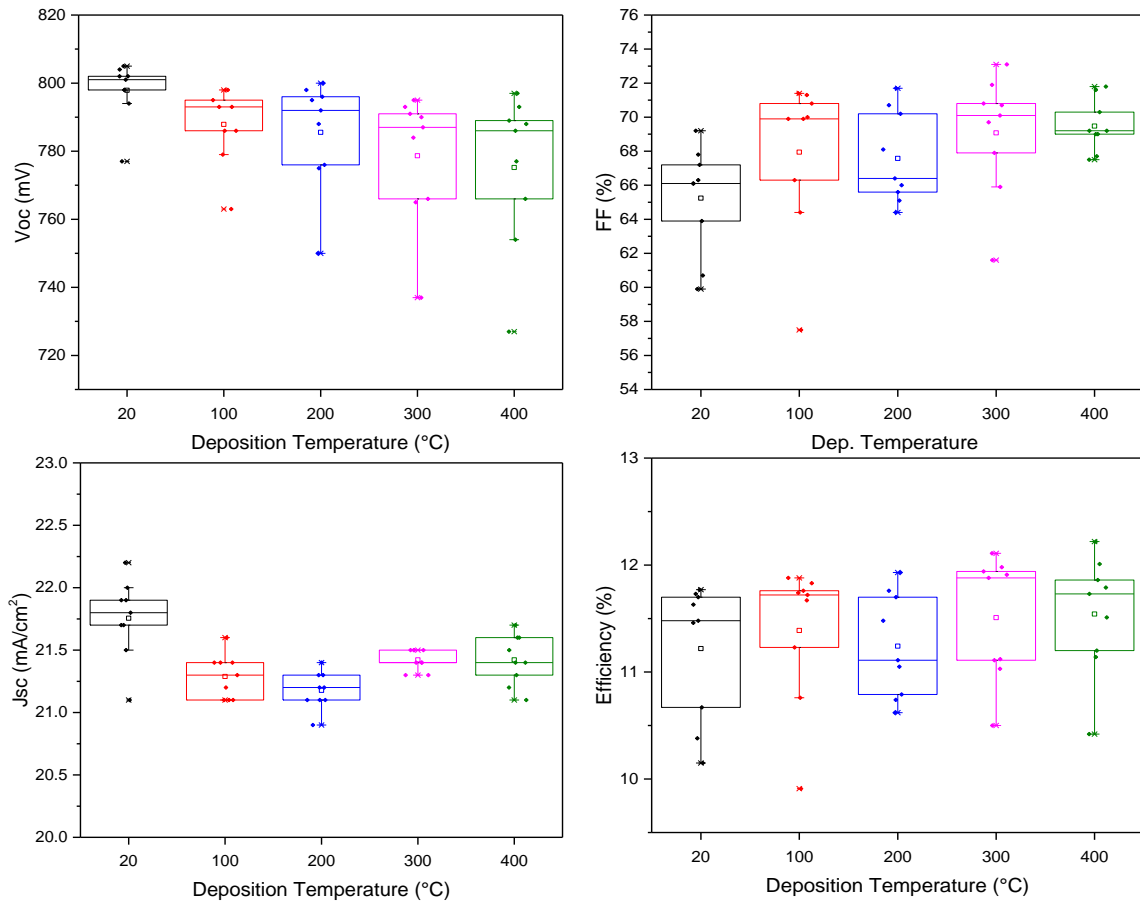 820
800
780
760
740
720
Voc (mV)
20 100 200 300 400
Deposition Temperature (°C)
76
74
72
70
68
66
64
62
60
58
56
54
FF (%)
20 100 200 300 400
Dep. Temperature
23.0
22.5
22.0
21.5
21.0
20.5
20.0
Jsc (mA/cm²)
20 100 200 300 400
Deposition Temperature (°C)
13
12
11
10
Efficiency (%)
20 100 200 300 400
Deposition Temperature (°C)